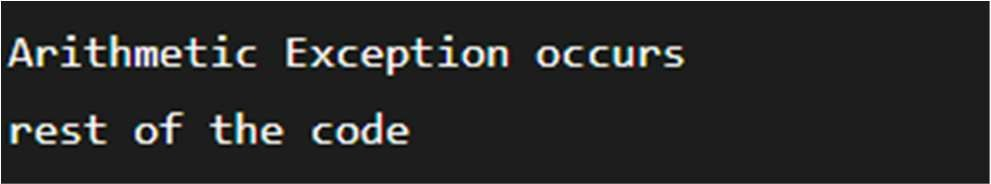 Arithmetic Exception occurs
rest of the code